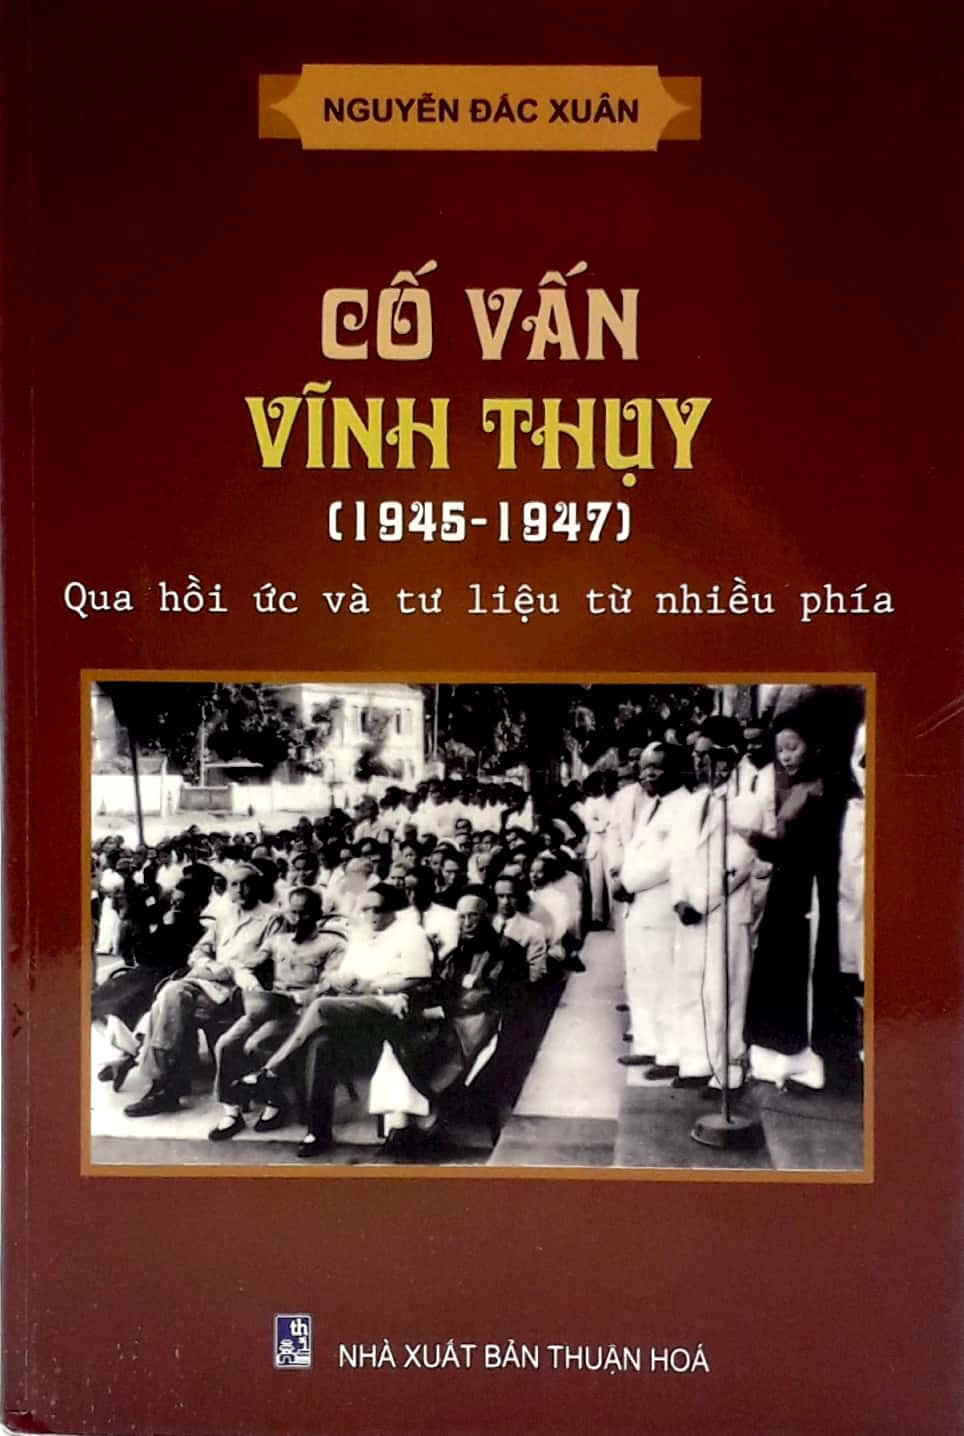 NGUYỄN ĐẮC XUÂN
CỐ VẤN
VĨNH THỤY
(1945-1947)
Qua hồi ức và tư liệu từ nhiều phía
th
NHÀ XUẤT BẢN THUẬN HOÁ